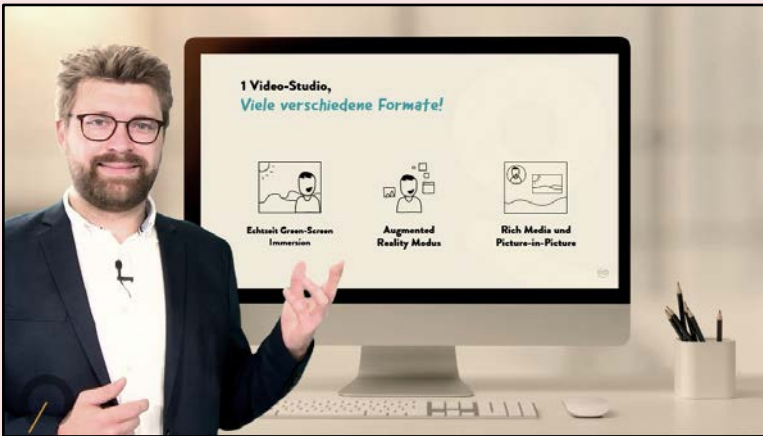 1 Video-Studio,
Viele verschiedene Formate!
Echtzeit Green-Screen
Immersion
Augmented
Reality Modus
Rich Media und
Picture-in-Picture